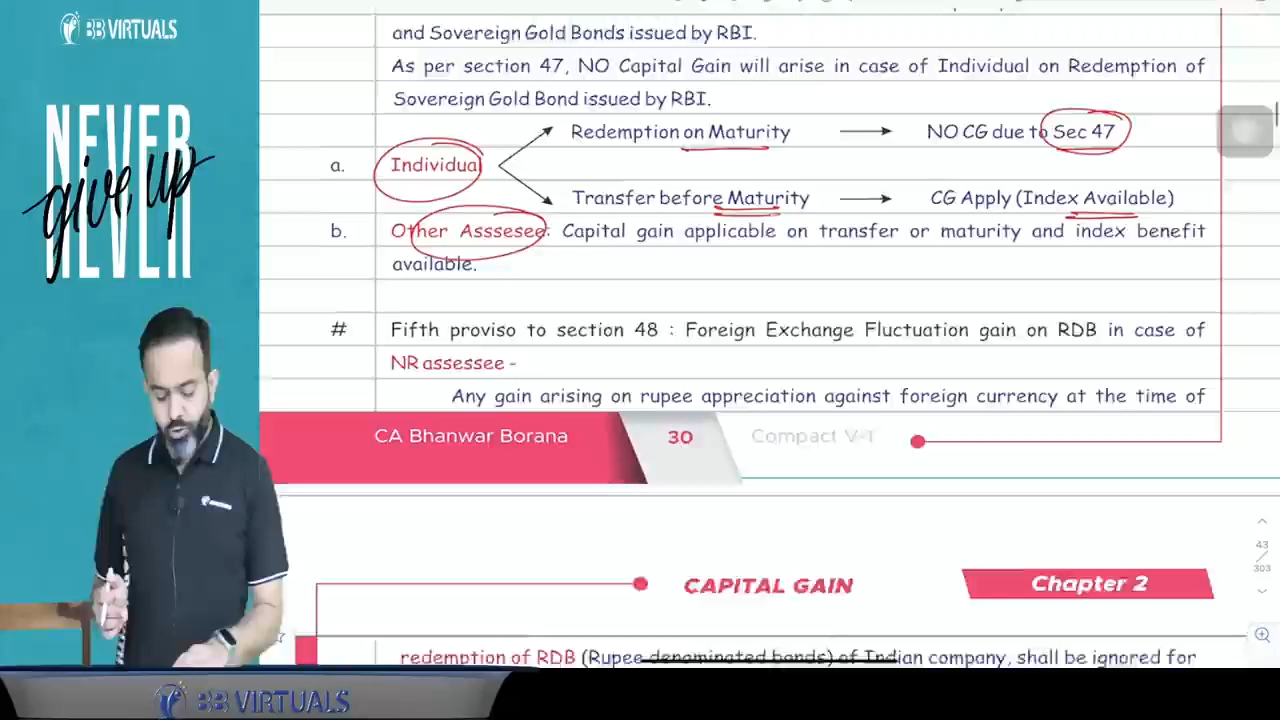 BB VIRTUALS
NEVER
give up
NEVER
and Sovereign Gold Bonds issued by RBI.
As per section 47, NO Capital Gain will arise in case of Individual on Redemption of
Sovereign Gold Bond issued by RBI.
Redemption on Maturity NO CG due to Sec 47
a. Individual
Transfer before Maturity CG Apply (Index Available)
b. Other Asssesee: Capital gain applicable on transfer or maturity and index benefit
available.
# Fifth proviso to section 48 : Foreign Exchange Fluctuation gain on RDB in case of
NR assessee -
Any gain arising on rupee appreciation against foreign currency at the time of
CA Bhanwar Borana 30 Compact V-1
43
/
303
CAPITAL GAIN Chapter 2
redemption of RDB (Rupee denominated bonds) of Indian company, shall be ignored for
BB VIRTUALS